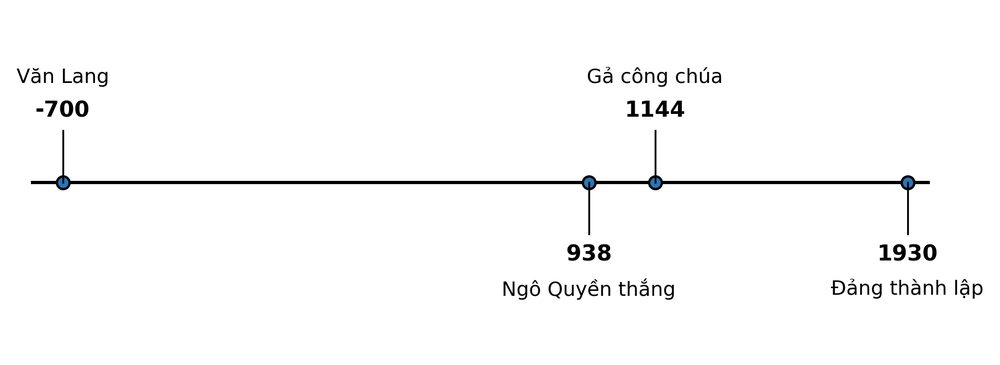 Văn Lang
-700
Gả công chúa
1144
938
Ngô Quyền thắng
1930
Đảng thành lập